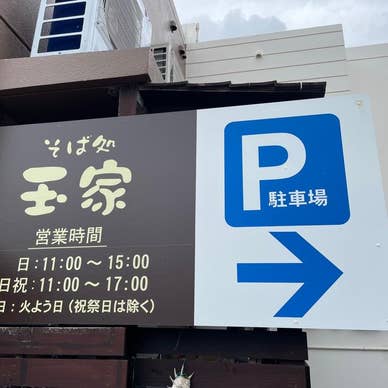 そば処
玉家
営業時間
日：11:00～15:00
日祝：11:00～17:00
日：火よう日（祝祭日は除く）
P
駐車場